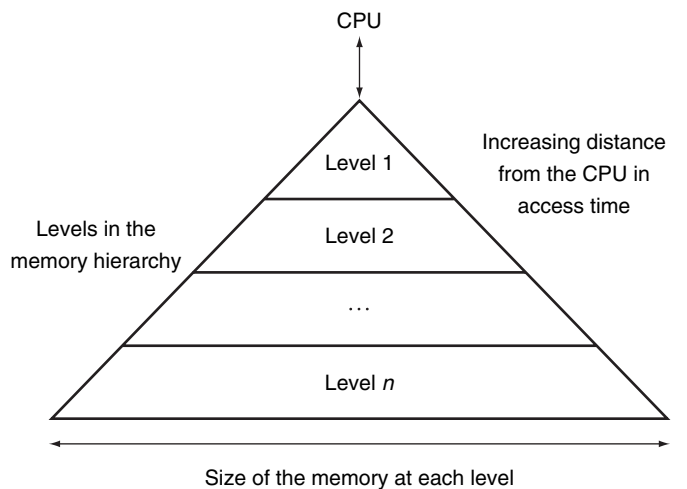 CPU
Level 1
Increasing distance
from the CPU in
access time
Levels in the
memory hierarchy
Level 2
...
Level n
Size of the memory at each level